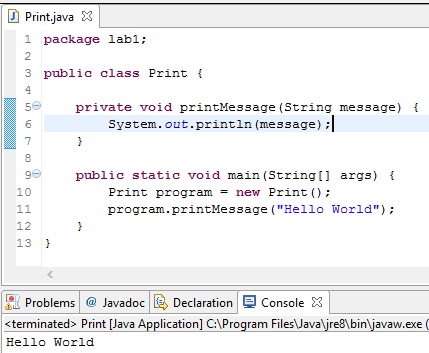 Print.java
1 package lab1;
2
3 public class Print {
4
5     private void printMessage(String message) {
6         System.out.println(message);
7     }
8
9     public static void main(String[] args) {
10         Print program = new Print();
11         program.printMessage("Hello World");
12     }
13 }
Problems @ Javadoc Declaration Console
<terminated> Print [Java Application] C:\Program Files\Java\jre8\bin\javaw.exe (
Hello World